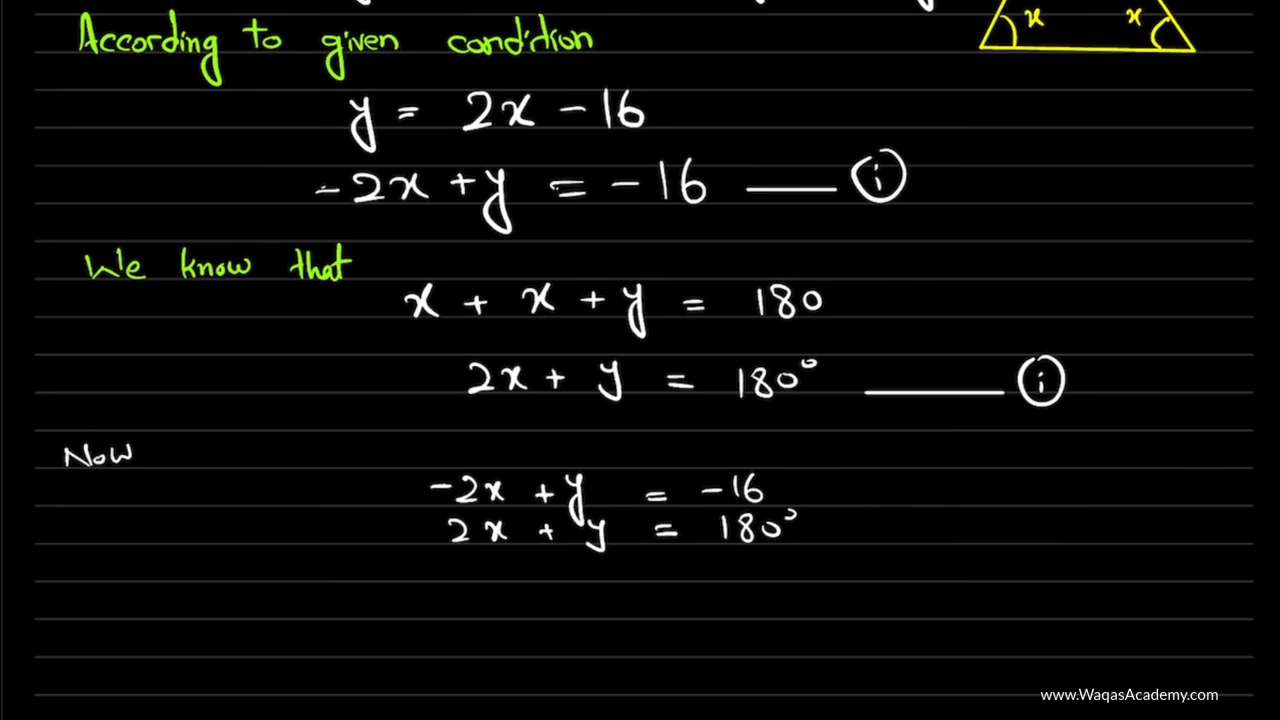 According to given condition
x x
y = 2x - 16
-2x + y = -16 —— (i)
We know that
x + x + y = 180
2x + y = 180° ——— (i)
Now
-2x + y = -16
2x + y = 180°
www.WaqasAcademy.com